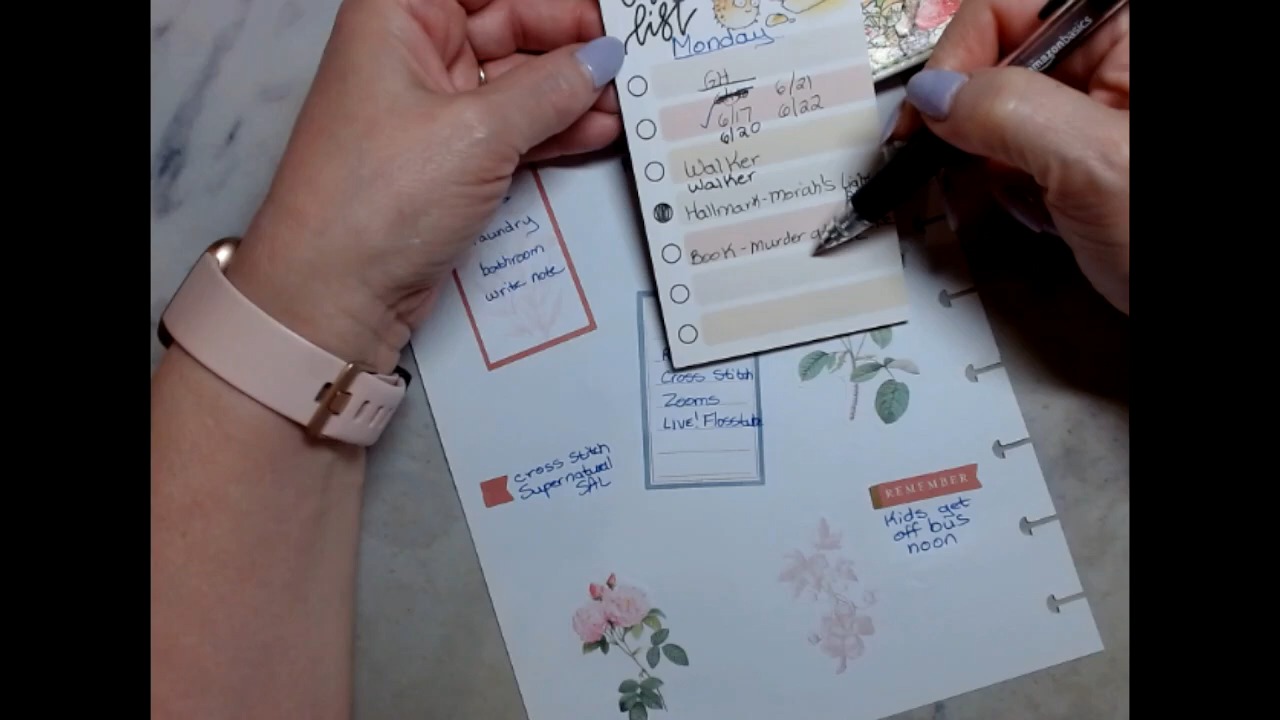 list
Monday
GH
6/17
6/20
6/21
6/22
Walker
Walker
Hallmark-Moriah's
Book-Murder
amazonbasics
laundry
bathroom
write note
Cross Stitch
Zooms
LIVE! Flosstube
cross stitch
Supernatural
SAL
REMEMBER
Kids get
off bus
noon